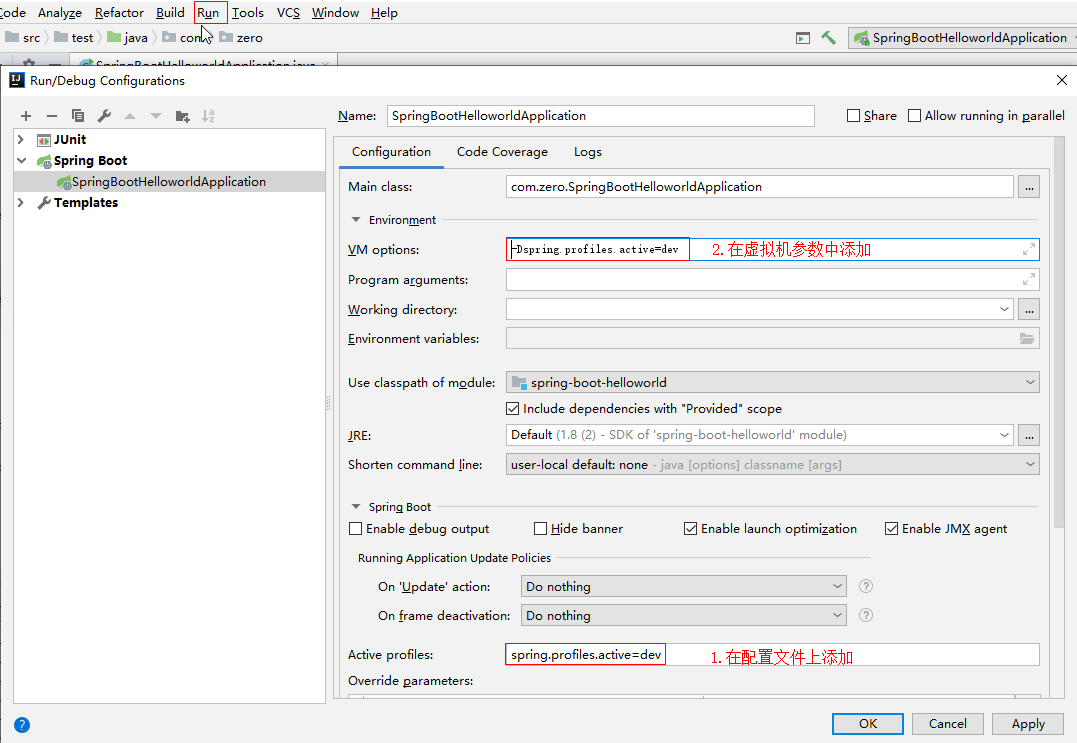 Code Analyze Refactor Build Run Tools VCS Window Help
src test java com zero SpringBootHelloworldApplication
SpringBootHelloworldApplication.java
Run/Debug Configurations
Name: SpringBootHelloworldApplication Share Allow running in parallel
JUnit
Spring Boot
SpringBootHelloworldApplication
Templates
Configuration Code Coverage Logs
Main class: com.zero.SpringBootHelloworldApplication ...
Environment
VM options: -Dspring.profiles.active=dev 2. 在虚拟机参数中添加
Program arguments:
Working directory: ...
Environment variables:
Use classpath of module: spring-boot-helloworld
Include dependencies with "Provided" scope
JRE: Default (1.8 (2) - SDK of 'spring-boot-helloworld' module) ...
Shorten command line: user-local default: none - java [options] classname [args]
Spring Boot
Enable debug output Hide banner Enable launch optimization Enable JMX agent
Running Application Update Policies
On 'Update' action: Do nothing ?
On frame deactivation: Do nothing ?
Active profiles: spring.profiles.active=dev 1. 在配置文件上添加
Override parameters:
? OK Cancel Apply